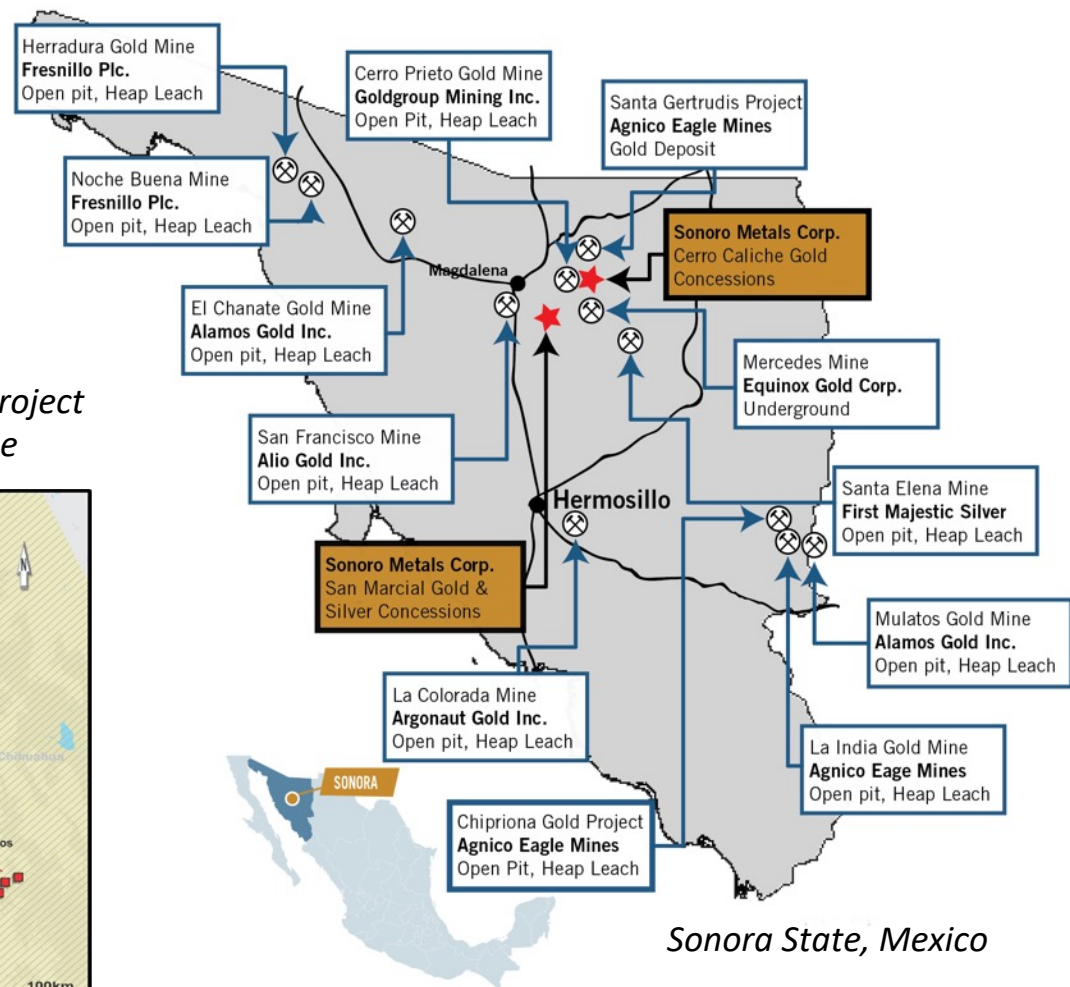 Herradura Gold Mine
Fresnillo Plc.
Open pit, Heap Leach
Cerro Prieto Gold Mine
Goldgroup Mining Inc.
Open Pit, Heap Leach
Santa Gertrudis Project
Agnico Eagle Mines
Gold Deposit
Noche Buena Mine
Fresnillo Plc.
Open pit, Heap Leach
Sonoro Metals Corp.
Cerro Caliche Gold
Concessions
Magdalena
El Chanate Gold Mine
Alamos Gold Inc.
Open pit, Heap Leach
Mercedes Mine
Equinox Gold Corp.
Underground
roject
e
San Francisco Mine
Alio Gold Inc.
Open pit, Heap Leach
Santa Elena Mine
First Majestic Silver
Open pit, Heap Leach
Hermosillo
N
Sonoro Metals Corp.
San Marcial Gold &
Silver Concessions
Mulatos Gold Mine
Alamos Gold Inc.
Open pit, Heap Leach
La Colorada Mine
Argonaut Gold Inc.
Open pit, Heap Leach
Chihuahua
La India Gold Mine
Agnico Eage Mines
Open pit, Heap Leach
SONORA
Chipriona Gold Project
Agnico Eagle Mines
Open Pit, Heap Leach
os
Sonora State, Mexico
100km